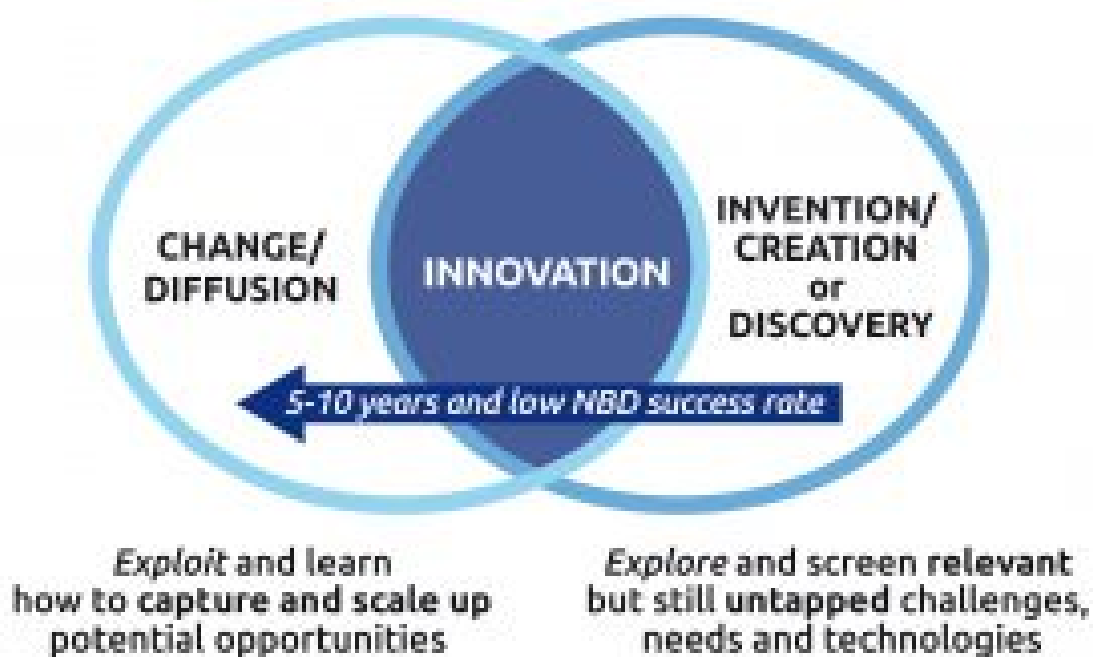 CHANGE/
DIFFUSION
INNOVATION
INVENTION/
CREATION
or
DISCOVERY
5-10 years and low NBD success rate
Exploit and learn
how to capture and scale up
potential opportunities
Explore and screen relevant
but still untapped challenges,
needs and technologies